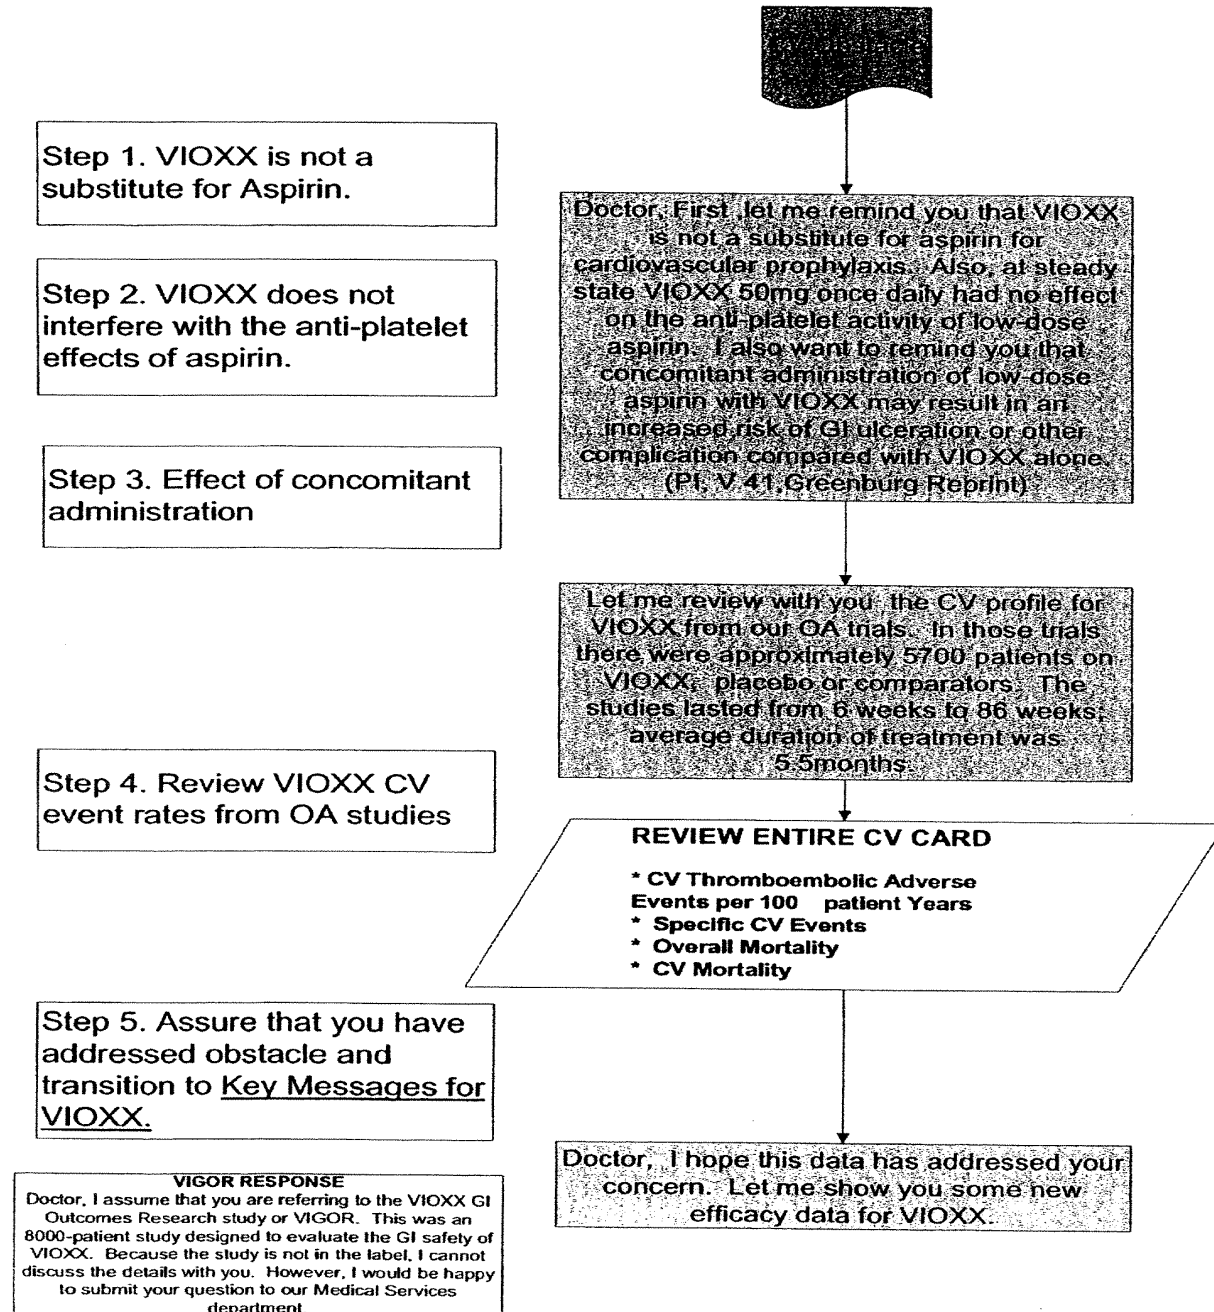 Step 1. VIOXX is not a
substitute for Aspirin.
Step 2. VIOXX does not
interfere with the anti-platelet
effects of aspirin.
Step 3. Effect of concomitant
administration
Doctor, First ,let me remind you that VIOXX
is not a substitute for aspirin for
cardiovascular prophylaxis. Also, at steady
state VIOXX 50mg once daily had no effect
on the anti-platelet activity of low-dose
aspirin. I also want to remind you that
concomitant administration of low-dose
aspirin with VIOXX may result in an
increased risk of GI ulceration or other
complication compared with VIOXX alone.
(PI, V 41,Greenburg Reprint)
Let me review with you the CV profile for
VIOXX from our OA trials. In those trials
there were approximately 5700 patients on
VIOXX, placebo or comparators. The
studies lasted from 6 weeks to 86 weeks;
average duration of treatment was
5.5months
Step 4. Review VIOXX CV
event rates from OA studies
REVIEW ENTIRE CV CARD
* CV Thromboembolic Adverse
Events per 100 patient Years
* Specific CV Events
* Overall Mortality
* CV Mortality
Step 5. Assure that you have
addressed obstacle and
transition to Key Messages for
VIOXX.
Doctor, I hope this data has addressed your
concern. Let me show you some new
efficacy data for VIOXX.
VIGOR RESPONSE
Doctor, I assume that you are referring to the VIOXX GI
Outcomes Research study or VIGOR. This was an
8000-patient study designed to evaluate the GI safety of
VIOXX. Because the study is not in the label, I cannot
discuss the details with you. However, I would be happy
to submit your question to our Medical Services
department